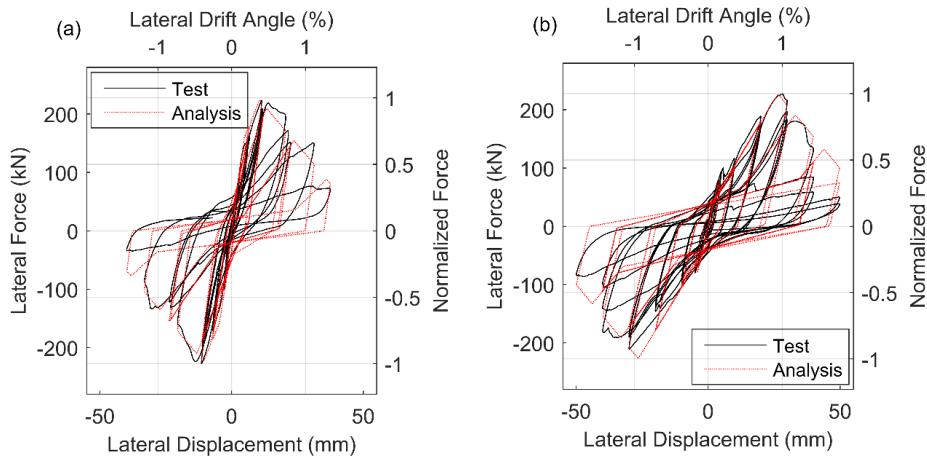 Lateral Drift Angle (%)
(a)
-1 0 1
Test
Analysis
200
100
0
-100
-200
Lateral Force (kN)
1
0.5
0
-0.5
-1
Normalized Force
-50 0 50
Lateral Displacement (mm)
Lateral Drift Angle (%)
(b)
-1 0 1
200
100
0
-100
-200
Lateral Force (kN)
1
0.5
0
-0.5
-1
Normalized Force
Test
Analysis
-50 0 50
Lateral Displacement (mm)